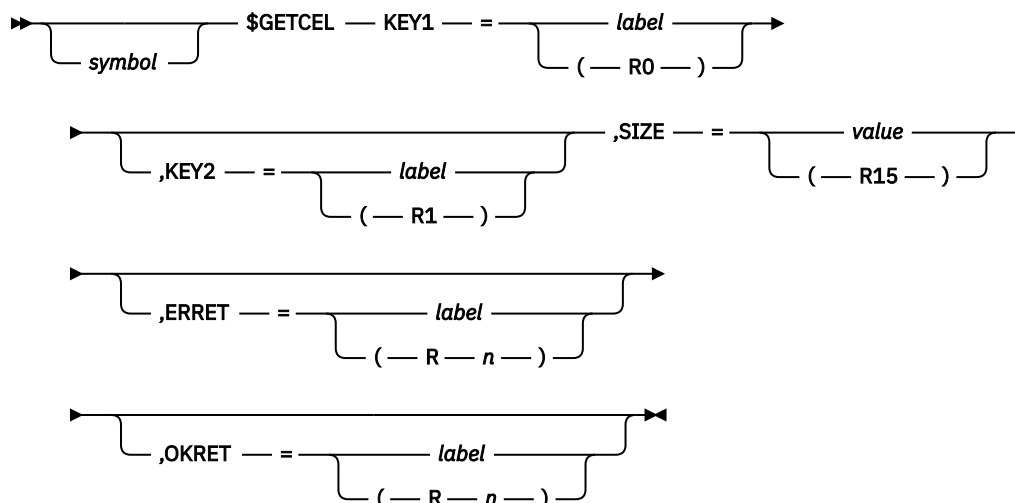 $GETCEL KEY1 = label
symbol ( R0 )
,SIZE = value
,KEY2 = label ( R15 )
( R1 )
,ERRET = label
( R n )
,OKRET = label
( R n )